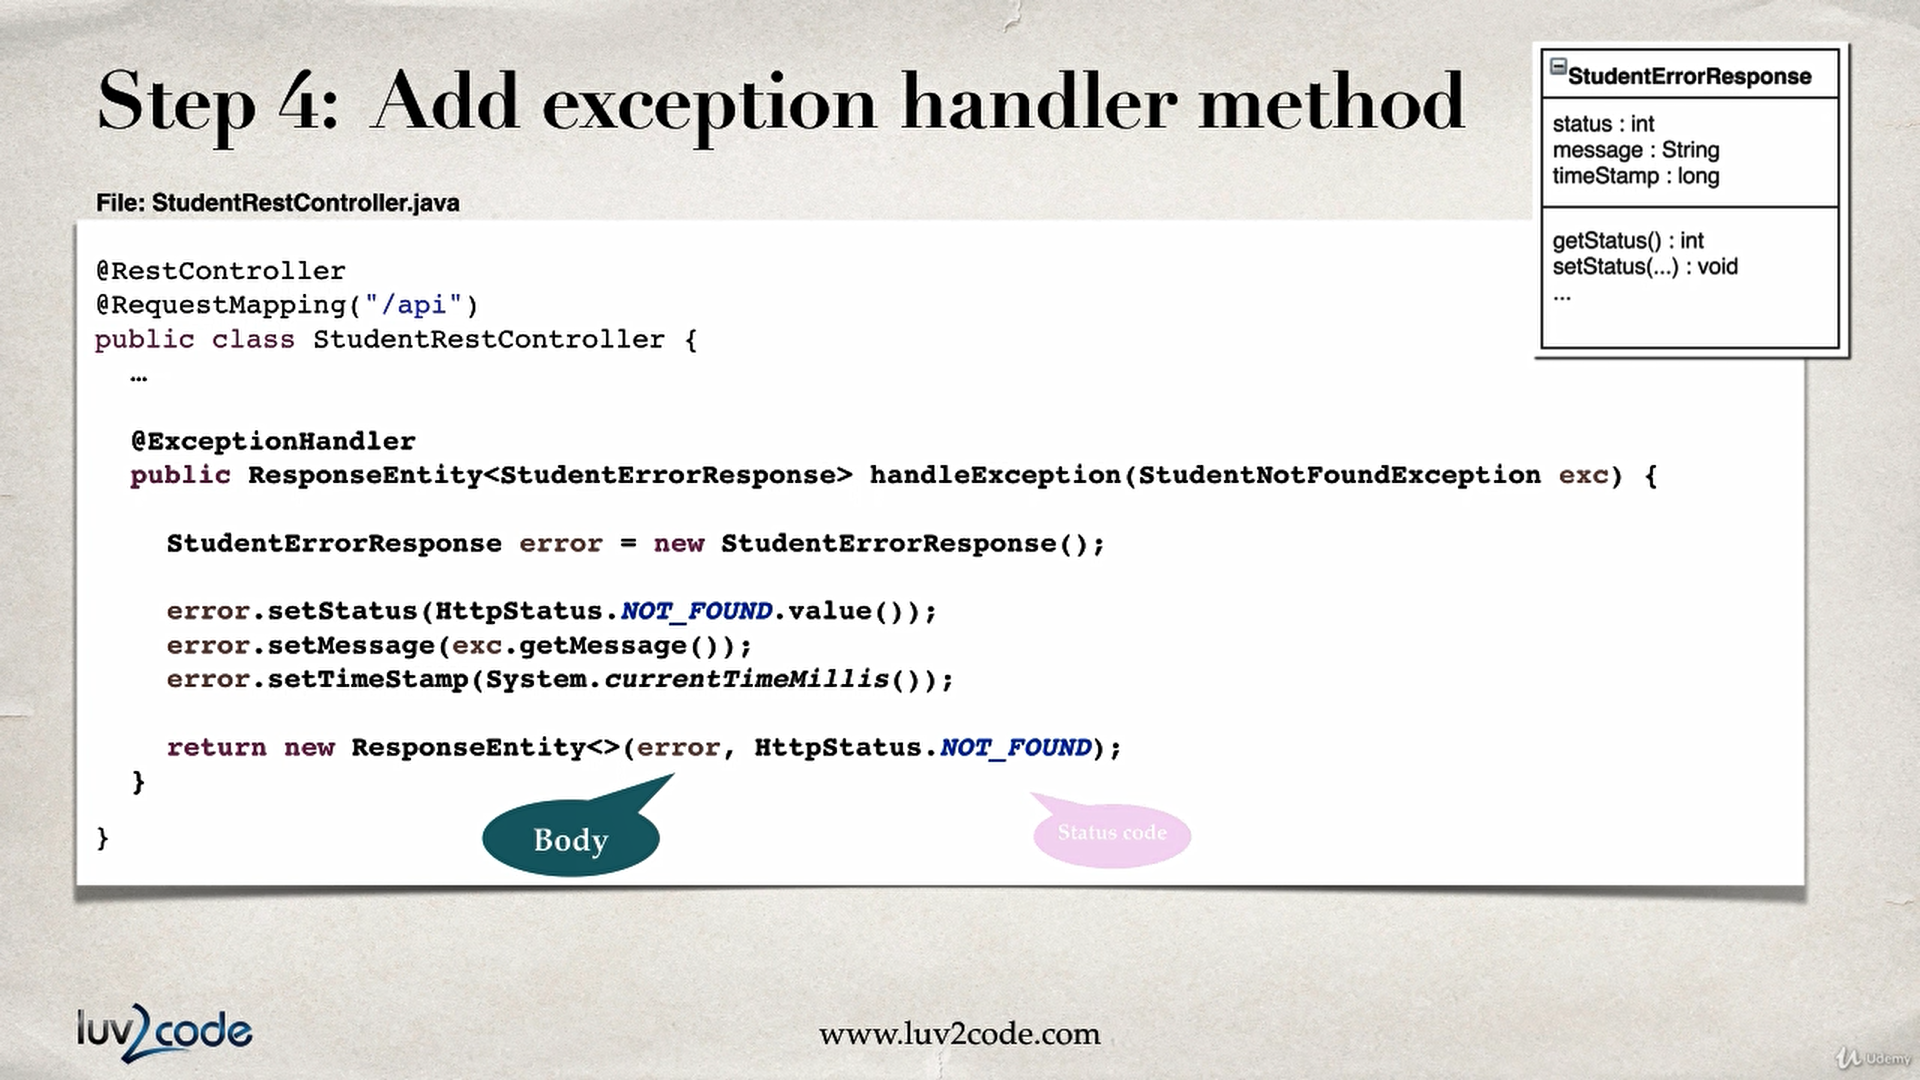 Step 4: Add exception handler method
StudentErrorResponse
status : int
message : String
timeStamp : long
getStatus() : int
setStatus(...) : void
...
File: StudentRestController.java
@RestController
@RequestMapping("/api")
public class StudentRestController {
…
@ExceptionHandler
public ResponseEntity<StudentErrorResponse> handleException(StudentNotFoundException exc) {
StudentErrorResponse error = new StudentErrorResponse();
error.setStatus(HttpStatus.NOT_FOUND.value());
error.setMessage(exc.getMessage());
error.setTimeStamp(System.currentTimeMillis());
return new ResponseEntity<>(error, HttpStatus.NOT_FOUND);
}
Body
Status code
}
luv2code
www.luv2code.com
Udemy